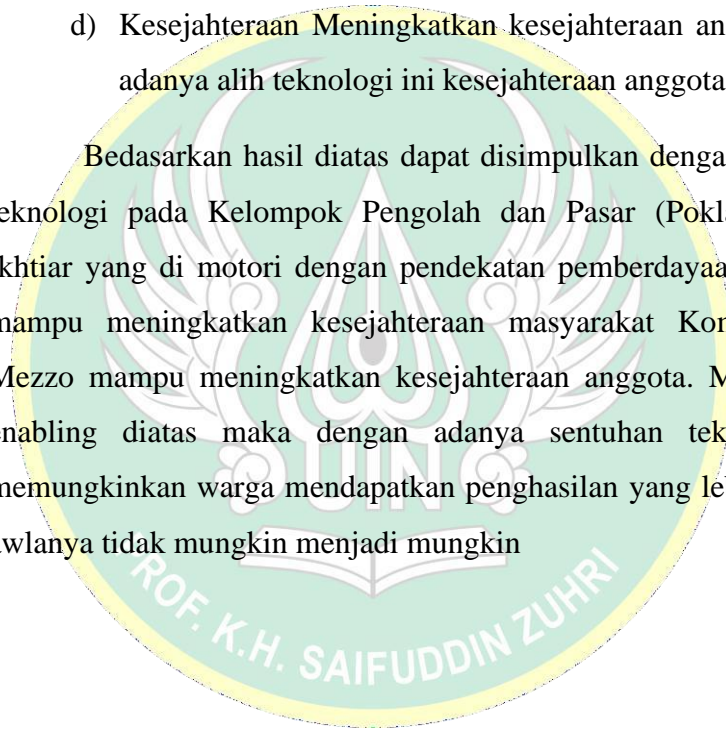 d) Kesejahteraan Meningkatkan kesejahteraan an
adanya alih teknologi ini kesejahteraan anggota
Bedasarkan hasil diatas dapat disimpulkan denga
teknologi pada Kelompok Pengolah dan Pasar (Pokla
khtiar yang di motori dengan pendekatan pemberdayaa
mampu meningkatkan kesejahteraan masyarakat Kon
Mezzo mampu meningkatkan kesejahteraan anggota. M
enabling diatas maka dengan adanya sentuhan tek
memungkinkan warga mendapatkan penghasilan yang le
awlanya tidak mungkin menjadi mungkin
UIN
PROF. K.H. SAIFUDDIN ZUHRI